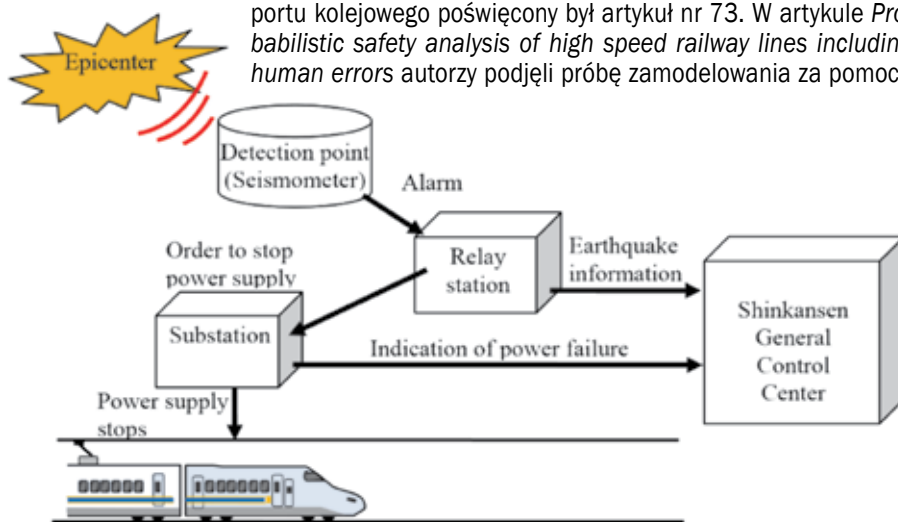 portu kolejowego poświęcony był artykuł nr 73. W artykule Pro
babilistic safety analysis of high speed railway lines includin
human errors autorzy podjęli próbę zamodelowania za pomoc
Epicenter
Detection point
(Seismometer)
Alarm
Relay
station
Earthquake
information
Order to stop
power supply
Substation
Shinkansen
General
Control
Center
Indication of power failure
Power supply
stops